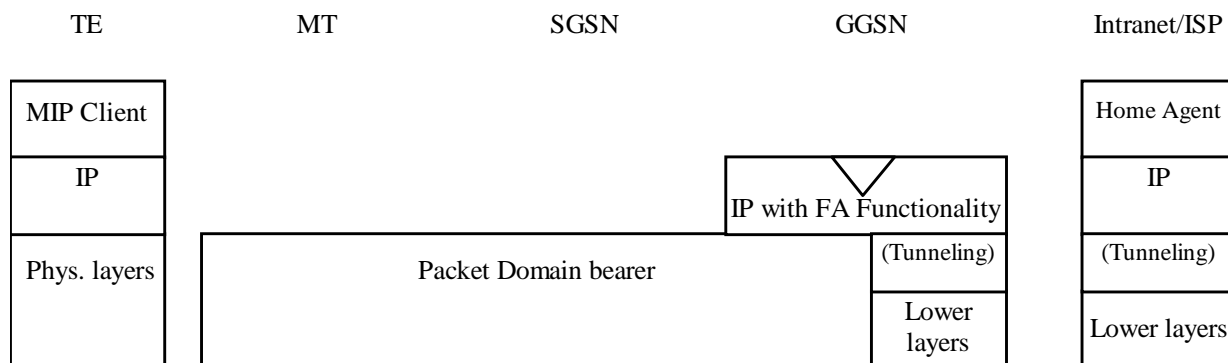 TE MT SGSN GGSN Intranet/ISP
MIP Client Home Agent
IP IP
IP with FA Functionality
Phys. layers Packet Domain bearer (Tunneling) (Tunneling)
Lower
layers Lower layers